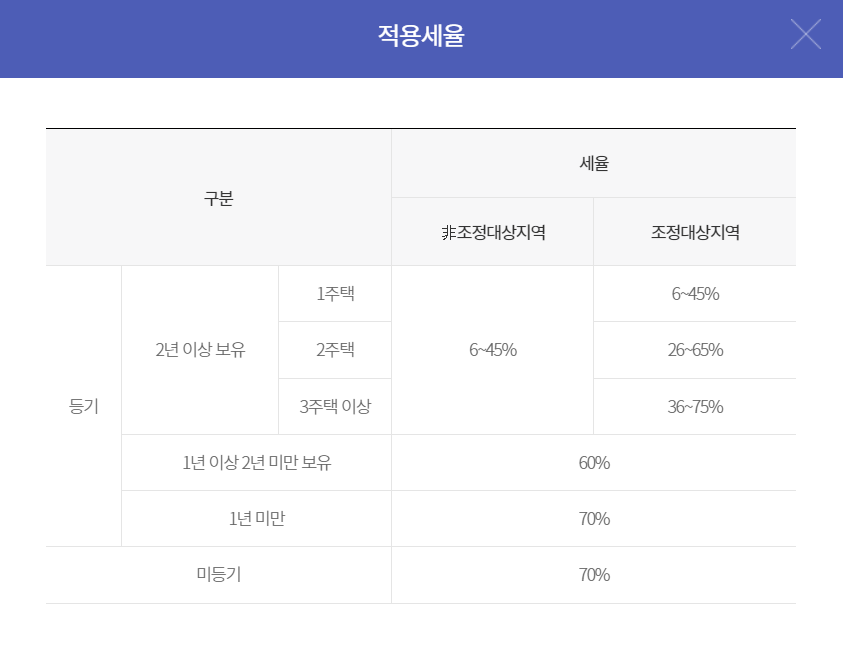 적용세율
구분
세율
非조정대상지역
조정대상지역
등기
2년 이상 보유
1주택
6~45%
6~45%
2주택
26~65%
3주택 이상
36~75%
1년 이상 2년 미만 보유
60%
1년 미만
70%
미등기
70%